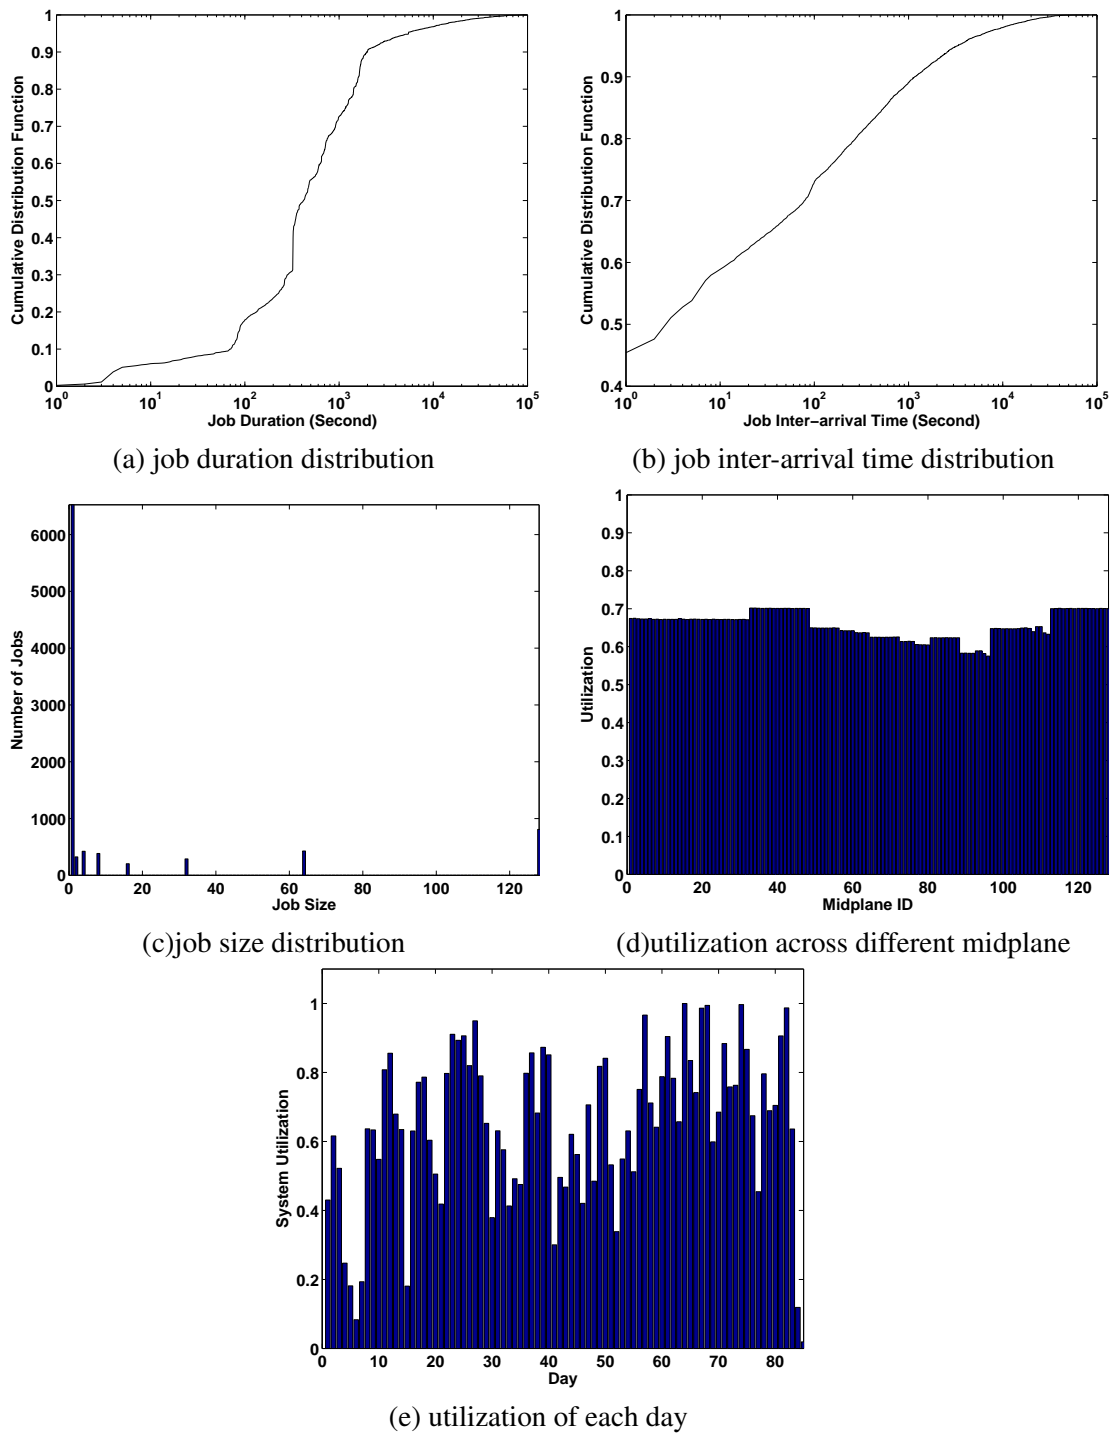 1
0.9
0.8
0.7
0.6
0.5
0.4
0.3
0.2
0.1
0
Cumulative Distribution Function
10^0 10^1 10^2 10^3 10^4 10^5
Job Duration (Second)
(a) job duration distribution
1
0.9
0.8
0.7
0.6
0.5
0.4
Cumulative Distribution Function
10^0 10^1 10^2 10^3 10^4 10^5
Job Inter−arrival Time (Second)
(b) job inter-arrival time distribution
6000
5000
4000
3000
2000
1000
0
Number of Jobs
0 20 40 60 80 100 120
Job Size
(c)job size distribution
1
0.9
0.8
0.7
0.6
0.5
0.4
0.3
0.2
0.1
0
Utilization
0 20 40 60 80 100 120
Midplane ID
(d)utilization across different midplane
1
0.8
0.6
0.4
0.2
0
System Utilization
0 10 20 30 40 50 60 70 80
Day
(e) utilization of each day